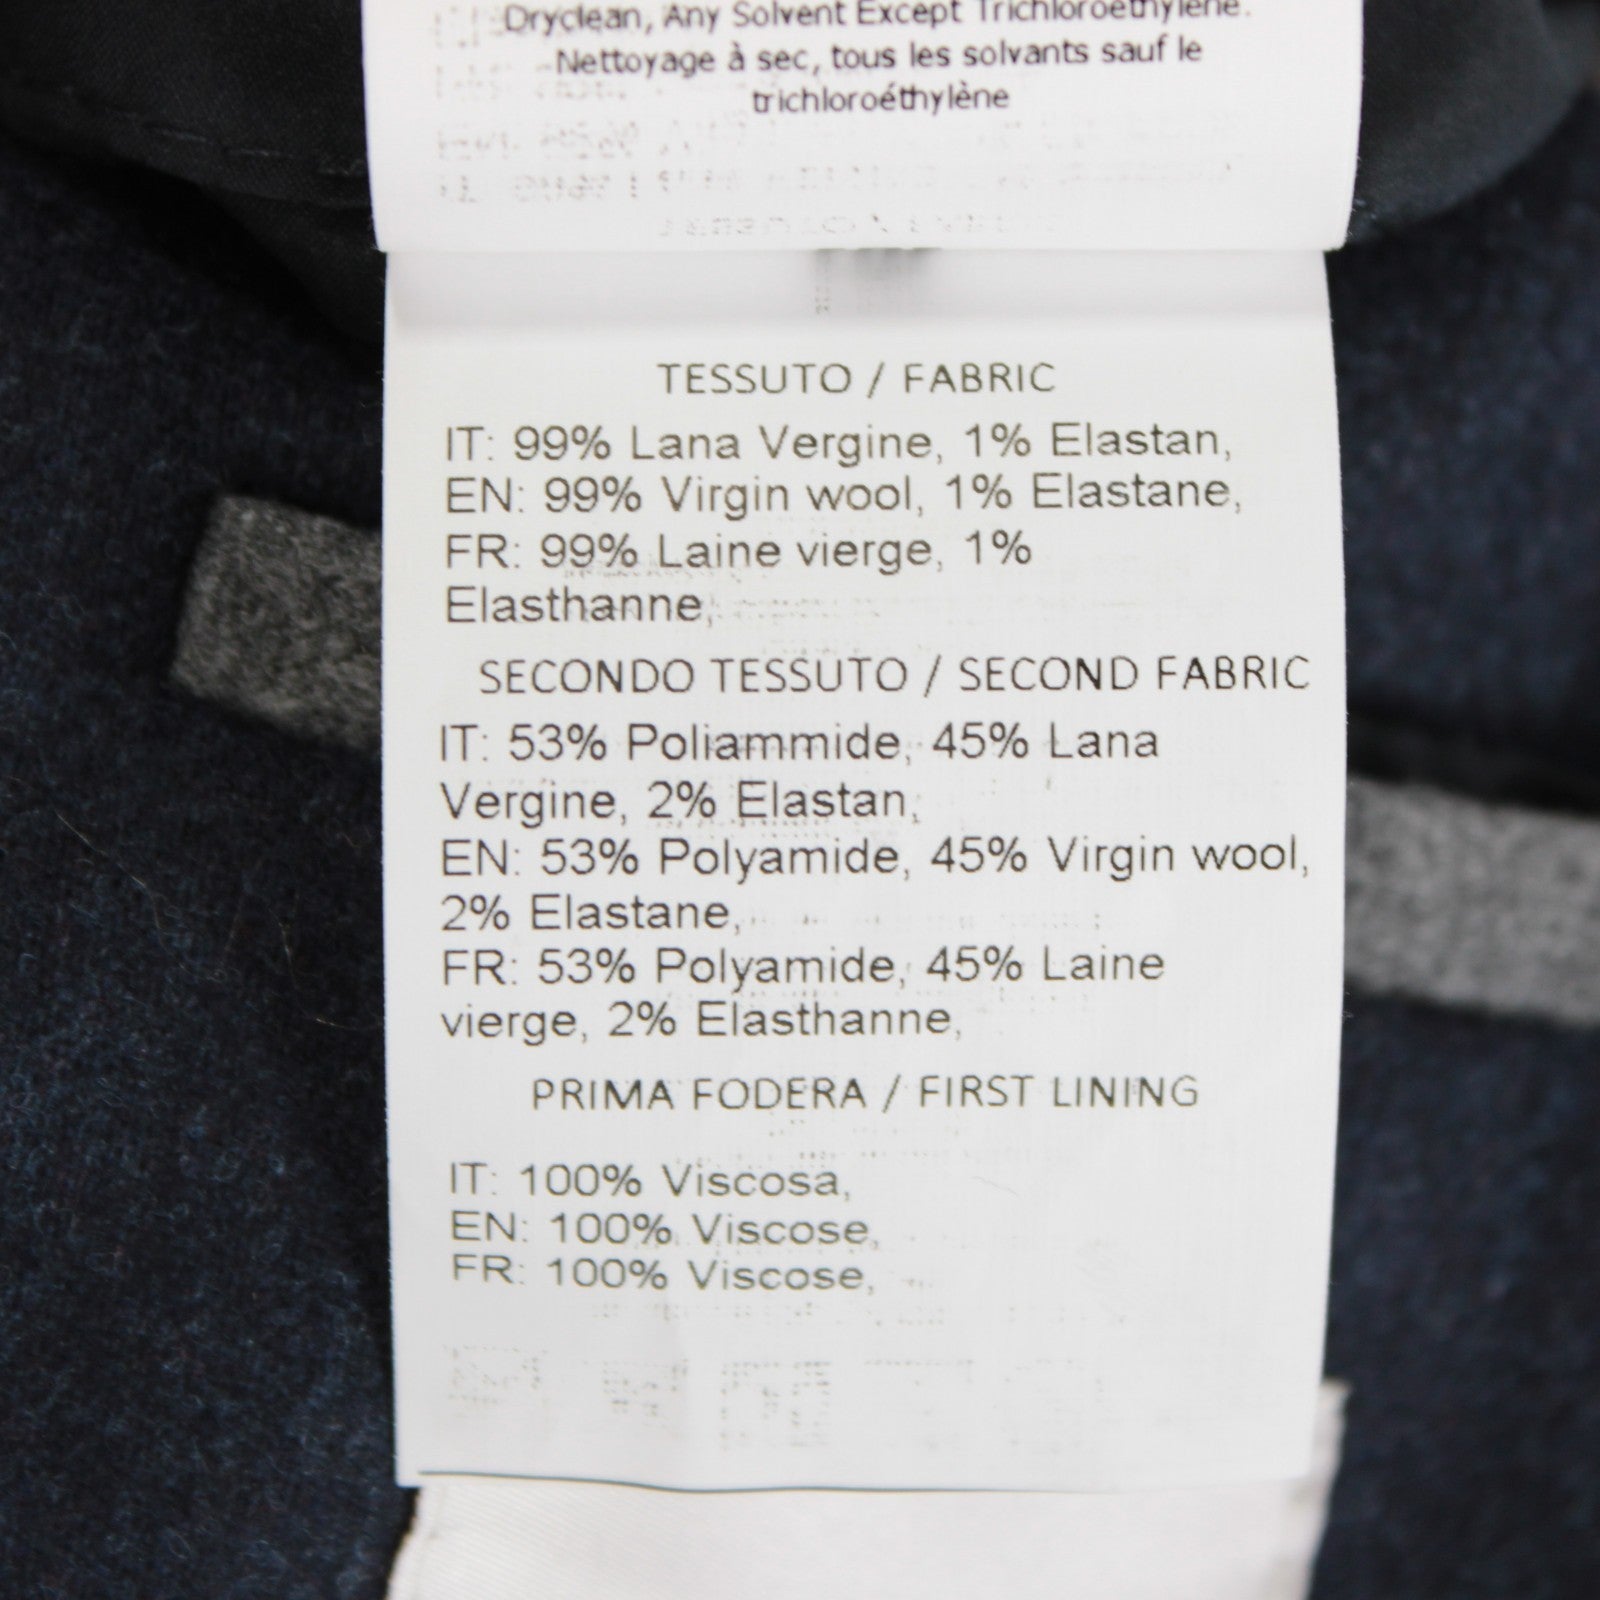 Dryclean, Any Solvent Except Trichloroethylene.
Nettoyage à sec, tous les solvants sauf le
trichloroéthylène
TESSUTO / FABRIC
IT: 99% Lana Vergine, 1% Elastan,
EN: 99% Virgin wool, 1% Elastane,
FR: 99% Laine vierge, 1%
Elasthanne,
SECONDO TESSUTO / SECOND FABRIC
IT: 53% Poliammide, 45% Lana
Vergine, 2% Elastan,
EN: 53% Polyamide, 45% Virgin wool,
2% Elastane,
FR: 53% Polyamide, 45% Laine
vierge, 2% Elasthanne,
PRIMA FODERA / FIRST LINING
IT: 100% Viscosa,
EN: 100% Viscose,
FR: 100% Viscose,